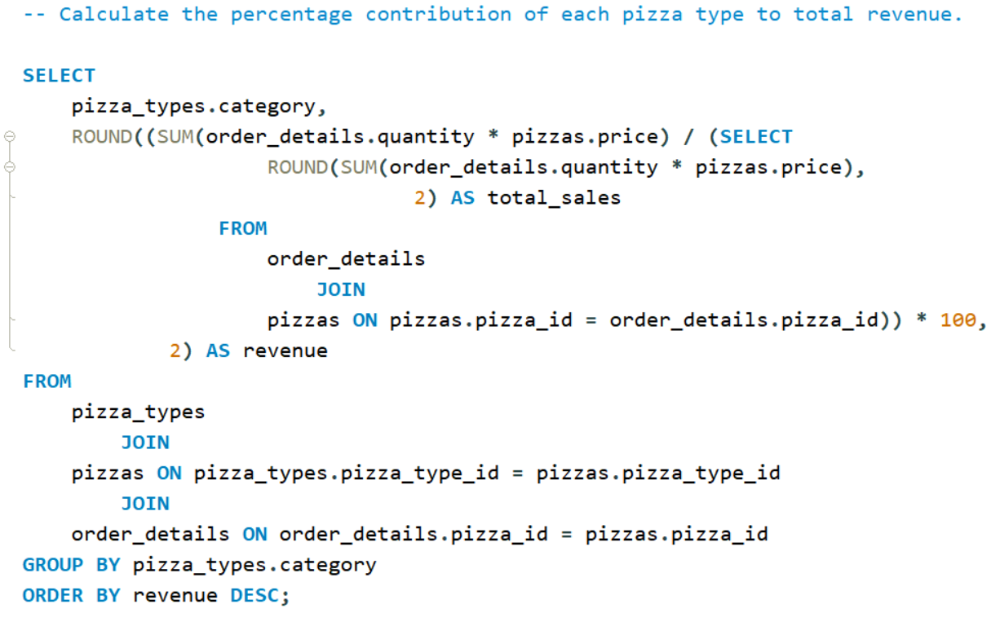 -- Calculate the percentage contribution of each pizza type to total revenue.
SELECT
pizza_types.category,
ROUND((SUM(order_details.quantity * pizzas.price) / (SELECT
ROUND(SUM(order_details.quantity * pizzas.price),
2) AS total_sales
FROM
order_details
JOIN
pizzas ON pizzas.pizza_id = order_details.pizza_id)) * 100,
2) AS revenue
FROM
pizza_types
JOIN
pizzas ON pizza_types.pizza_type_id = pizzas.pizza_type_id
JOIN
order_details ON order_details.pizza_id = pizzas.pizza_id
GROUP BY pizza_types.category
ORDER BY revenue DESC;